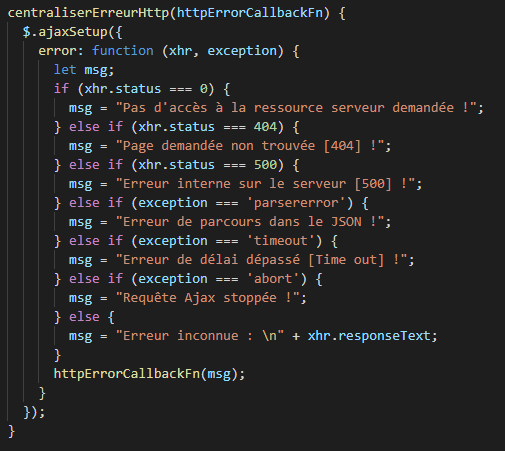 centraliserErreurHttp(httpErrorCallbackFn) {
  $.ajaxSetup({
    error: function (xhr, exception) {
      let msg;
      if (xhr.status === 0) {
        msg = "Pas d'accès à la ressource serveur demandée !";
      } else if (xhr.status === 404) {
        msg = "Page demandée non trouvée [404] !";
      } else if (xhr.status === 500) {
        msg = "Erreur interne sur le serveur [500] !";
      } else if (exception === 'parsererror') {
        msg = "Erreur de parcours dans le JSON !";
      } else if (exception === 'timeout') {
        msg = "Erreur de délai dépassé [Time out] !";
      } else if (exception === 'abort') {
        msg = "Requête Ajax stoppée !";
      } else {
        msg = "Erreur inconnue : \n" + xhr.responseText;
      }
      httpErrorCallbackFn(msg);
    }
  });
}